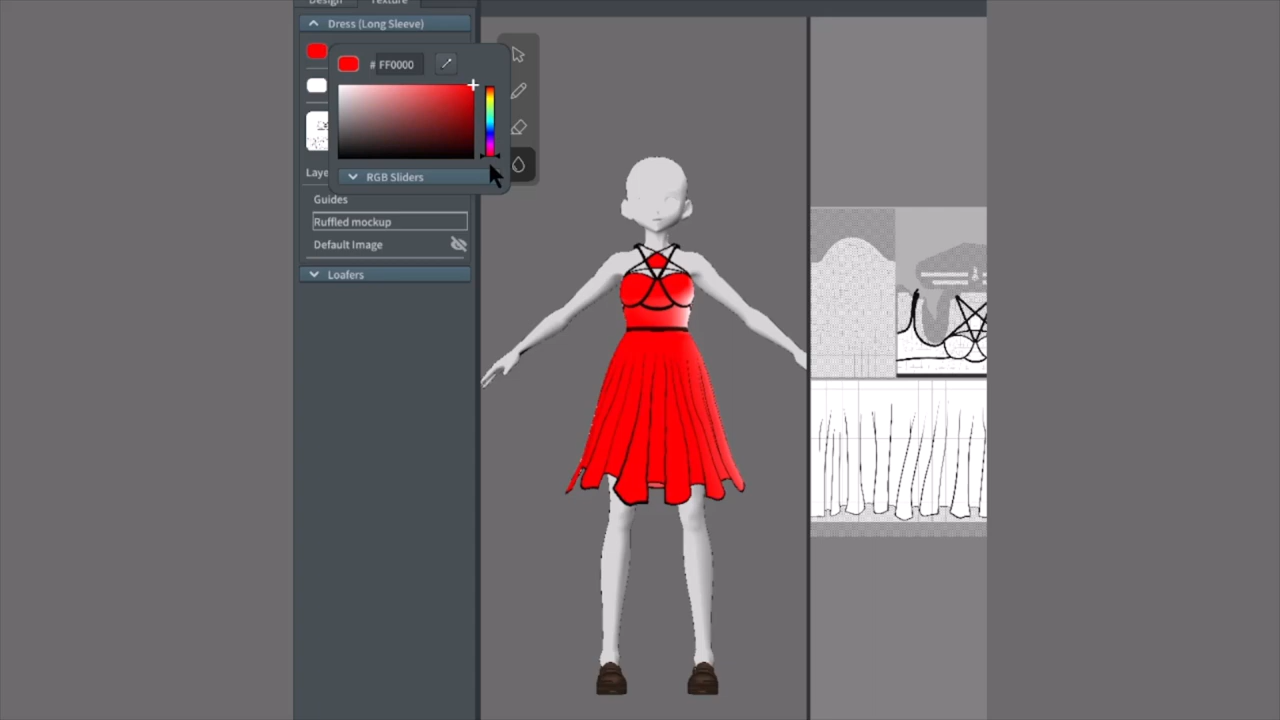 Design Texture
Dress (Long Sleeve)
# FF0000
RGB Sliders
Laye
Guides
Ruffled mockup
Default Image
Loafers